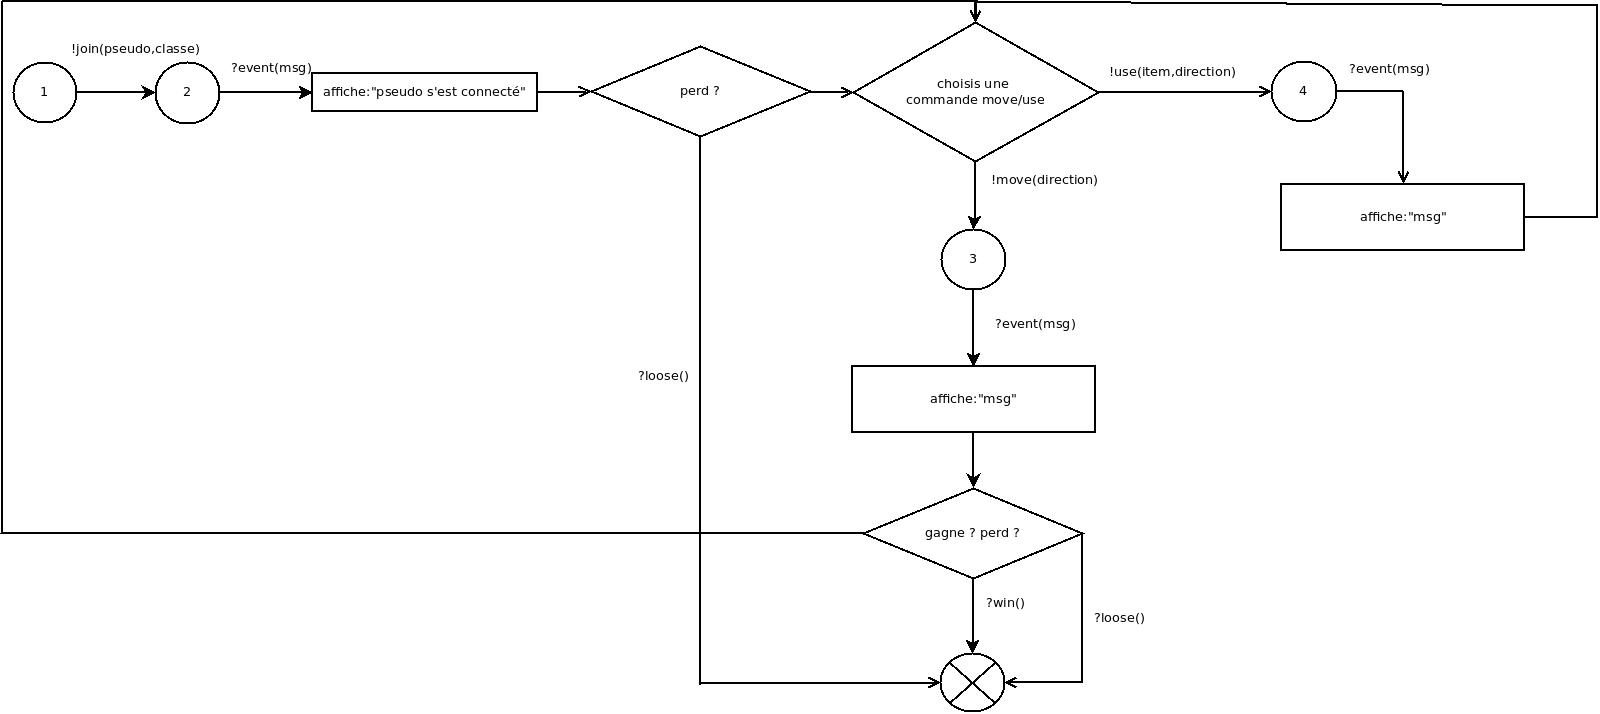 !join(pseudo,classe)
1
2
?event(msg)
affiche:"pseudo s'est connecté"
perd ?
choisis une
commande move/use
!use(item,direction)
4
?event(msg)
affiche:"msg"
!move(direction)
3
?event(msg)
affiche:"msg"
?loose()
gagne ? perd ?
?win()
?loose()